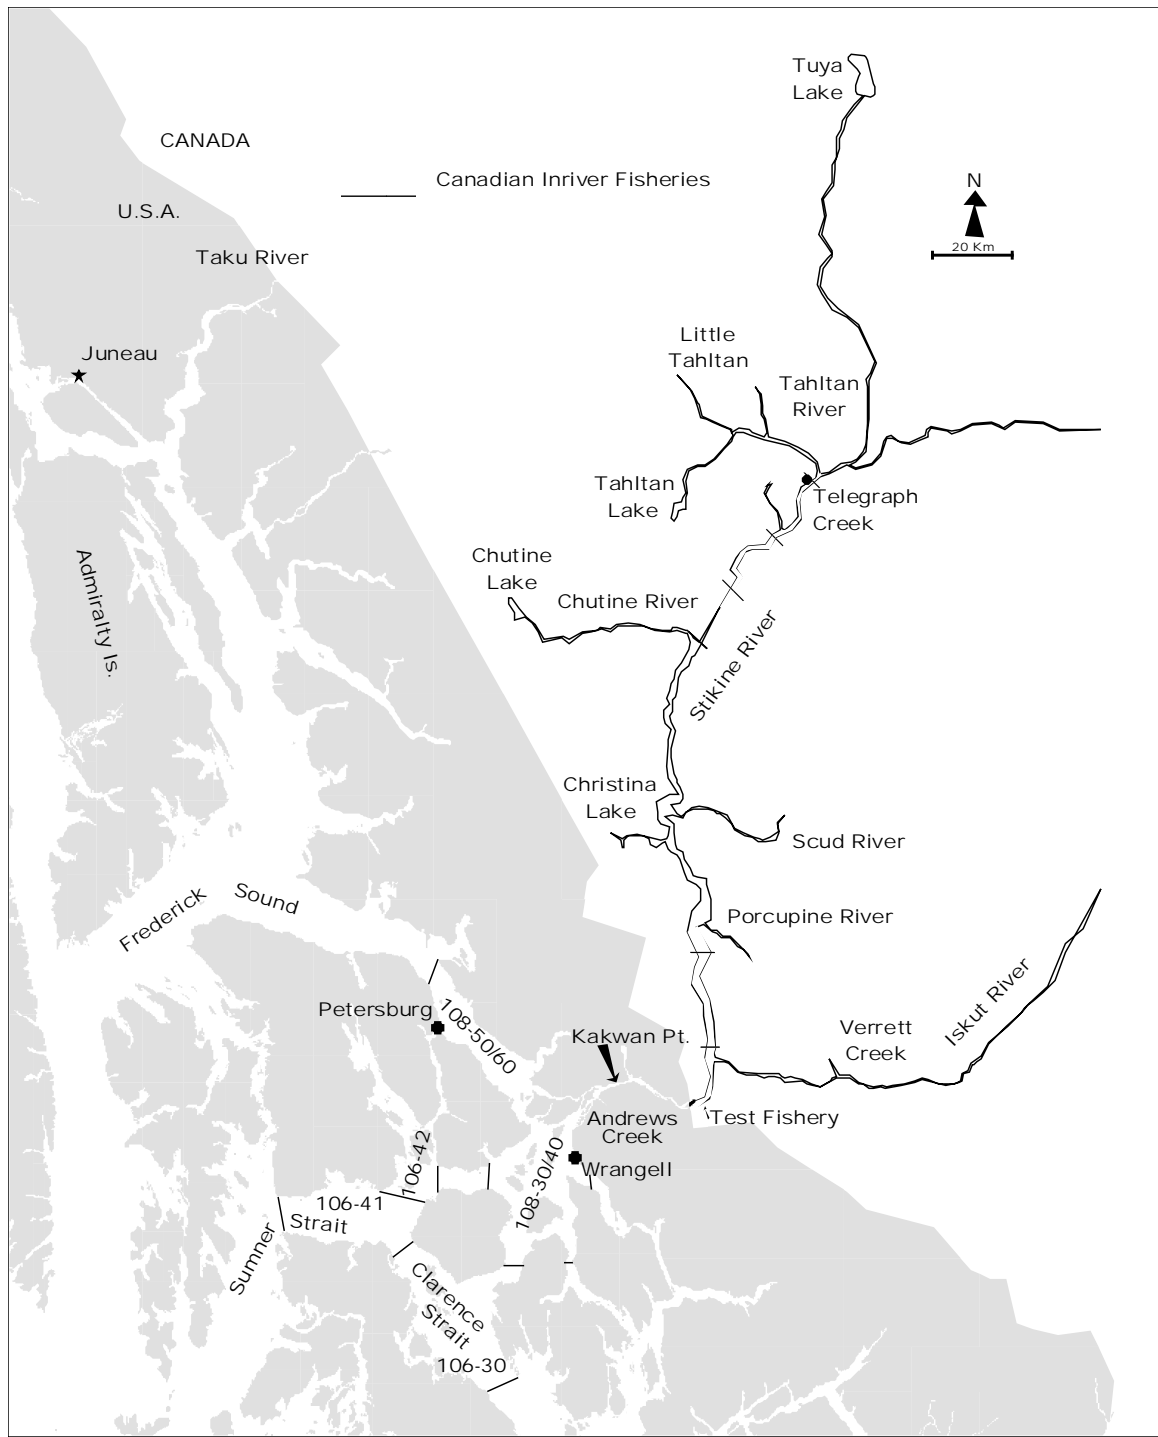 Tuya
Lake
CANADA
Canadian Inriver Fisheries
N
U.S.A.
20 Km
Taku River
Little
Tahltan
Juneau
Tahltan
River
Tahltan
Lake
Telegraph
Creek
Chutine
Lake
Chutine River
Admiralty Is.
Stikine River
Christina
Lake
Scud River
Frederick
Sound
Porcupine River
Iskut River
Petersburg
108-50/60
Kakwan Pt.
Verrett
Creek
Andrews
Creek
Test Fishery
106-42
108-30/40
Wrangell
106-41
Sumner
Strait
Clarence
Strait
106-30